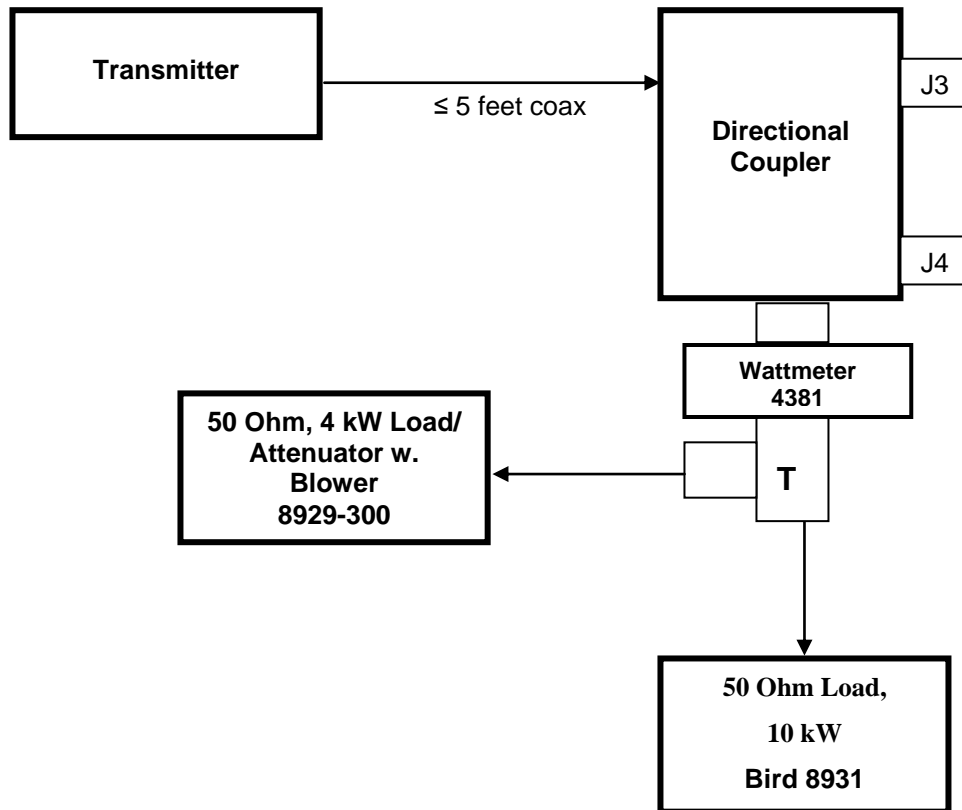 Transmitter
≤ 5 feet coax
Directional
Coupler
J3
J4
Wattmeter
4381
50 Ohm, 4 kW Load/
Attenuator w.
Blower
8929-300
T
50 Ohm Load,
10 kW
Bird 8931